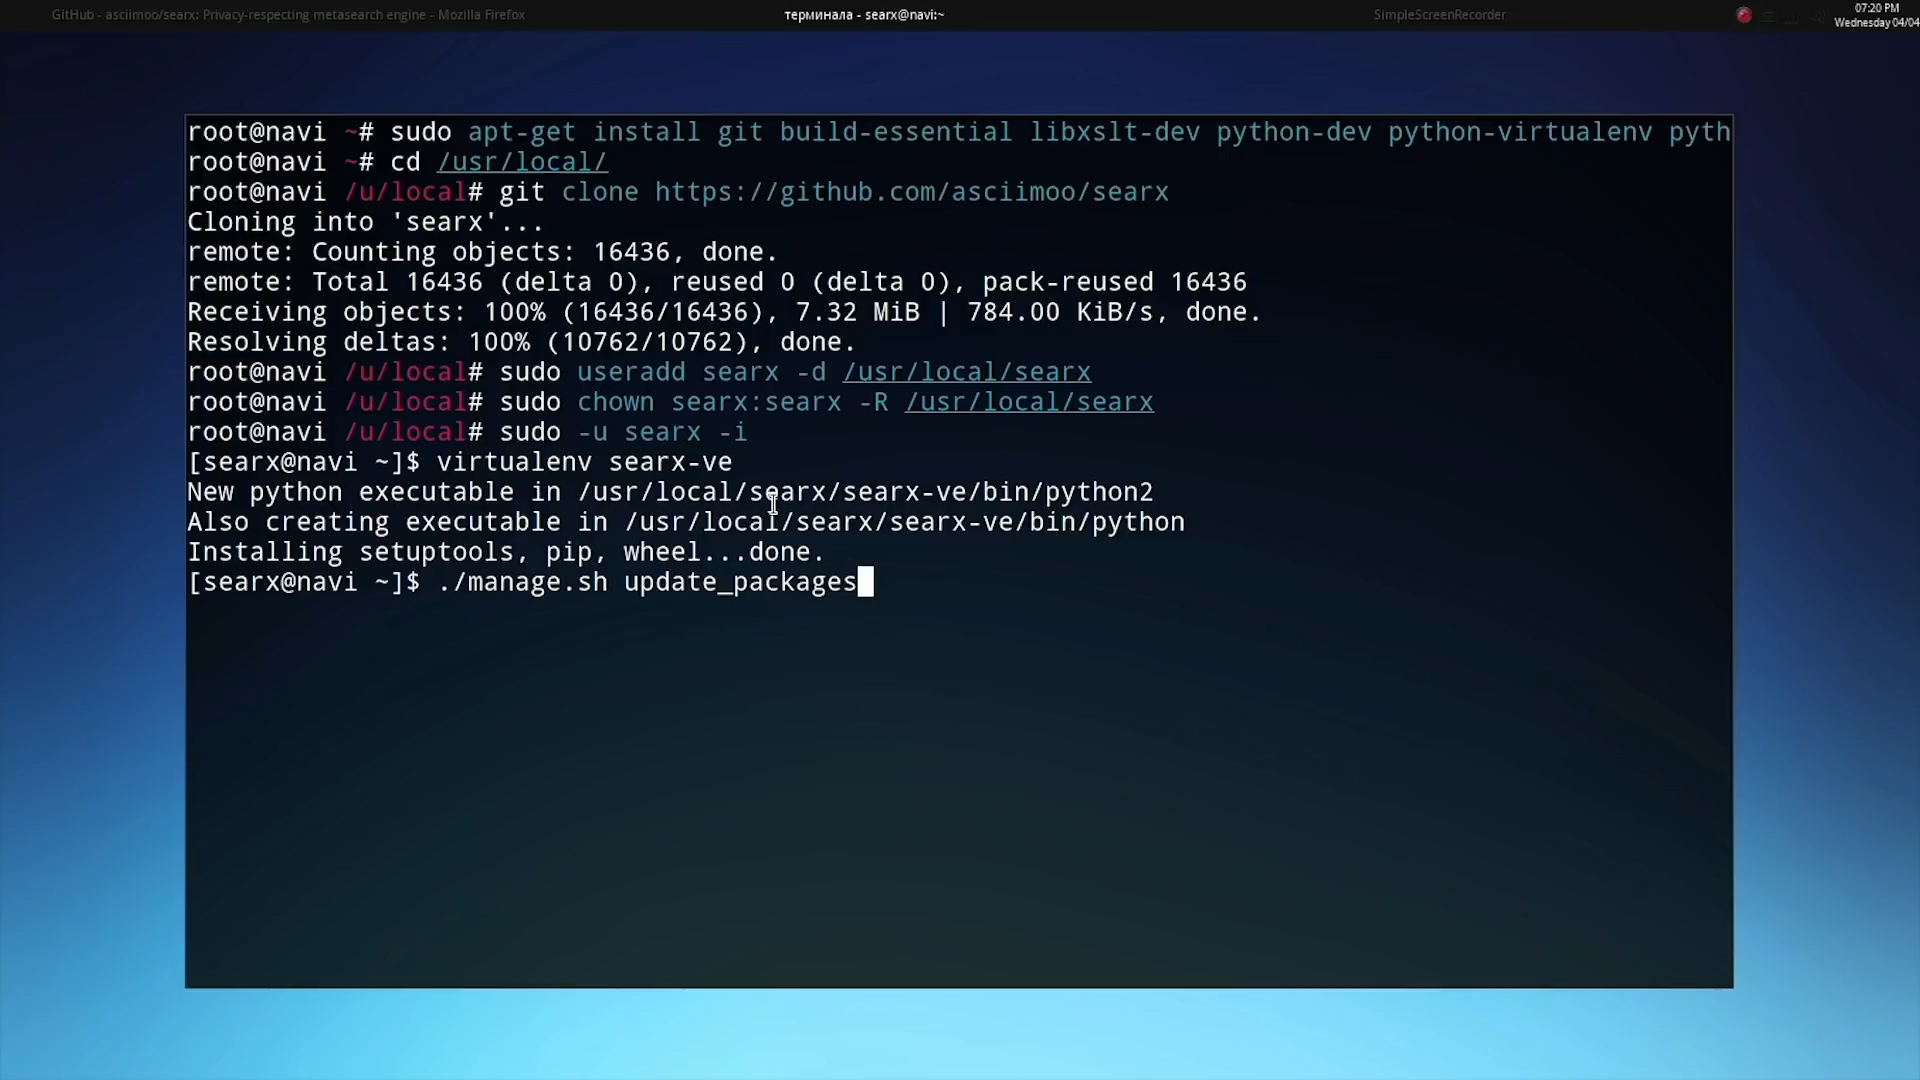 GitHub - asciimoo/searx: Privacy-respecting metasearch engine - Mozilla Firefox
терминала - searx@navi:~
SimpleScreenRecorder
07:20 PM
Wednesday 04/04
root@navi ~# sudo apt-get install git build-essential libxslt-dev python-dev python-virtualenv pyth
root@navi ~# cd /usr/local/
root@navi /u/local# git clone https://github.com/asciimoo/searx
Cloning into 'searx'...
remote: Counting objects: 16436, done.
remote: Total 16436 (delta 0), reused 0 (delta 0), pack-reused 16436
Receiving objects: 100% (16436/16436), 7.32 MiB | 784.00 KiB/s, done.
Resolving deltas: 100% (10762/10762), done.
root@navi /u/local# sudo useradd searx -d /usr/local/searx
root@navi /u/local# sudo chown searx:searx -R /usr/local/searx
root@navi /u/local# sudo -u searx -i
[searx@navi ~]$ virtualenv searx-ve
New python executable in /usr/local/searx/searx-ve/bin/python2
Also creating executable in /usr/local/searx/searx-ve/bin/python
Installing setuptools, pip, wheel...done.
[searx@navi ~]$ ./manage.sh update_packages